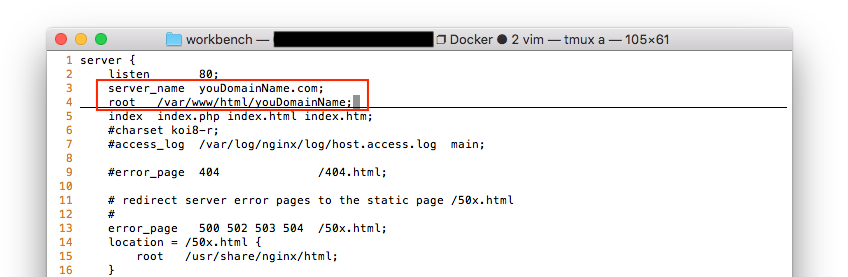 workbench — Docker ● 2 vim — tmux a — 105×61
1 server {
2     listen       80;
3     server_name  youDomainName.com;
4     root   /var/www/html/youDomainName;
5     index  index.php index.html index.htm;
6     #charset koi8-r;
7     #access_log  /var/log/nginx/log/host.access.log  main;
8
9     #error_page  404              /404.html;
10
11     # redirect server error pages to the static page /50x.html
12     #
13     error_page   500 502 503 504  /50x.html;
14     location = /50x.html {
15         root   /usr/share/nginx/html;
16     }